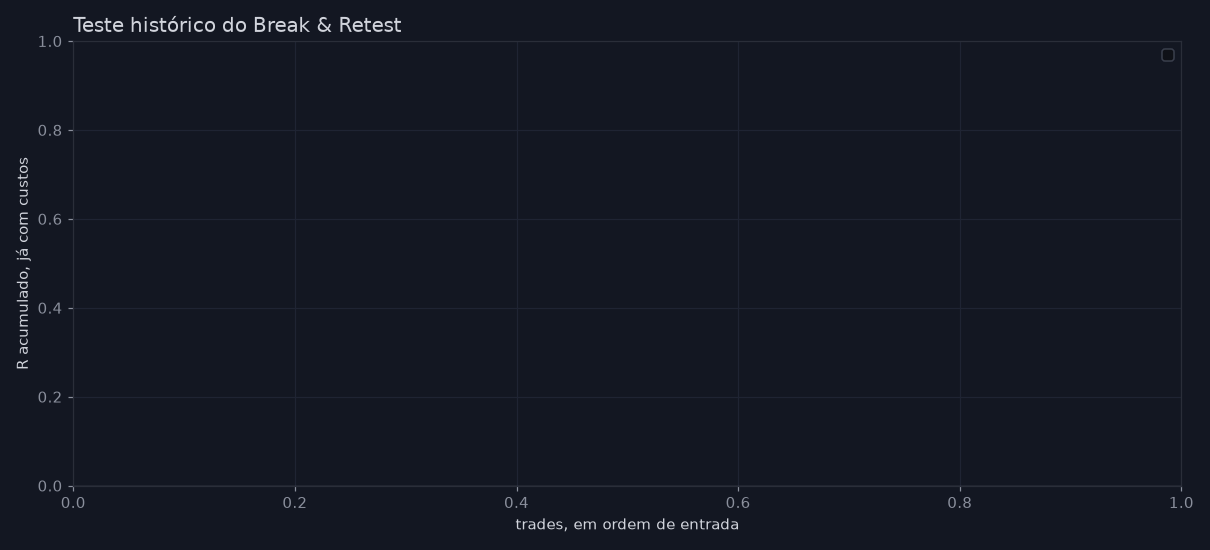 Teste histórico do Break & Retest
1.0
0.8
0.6
0.4
0.2
0.0
R acumulado, já com custos
0.0 0.2 0.4 0.6 0.8 1.0
trades, em ordem de entrada